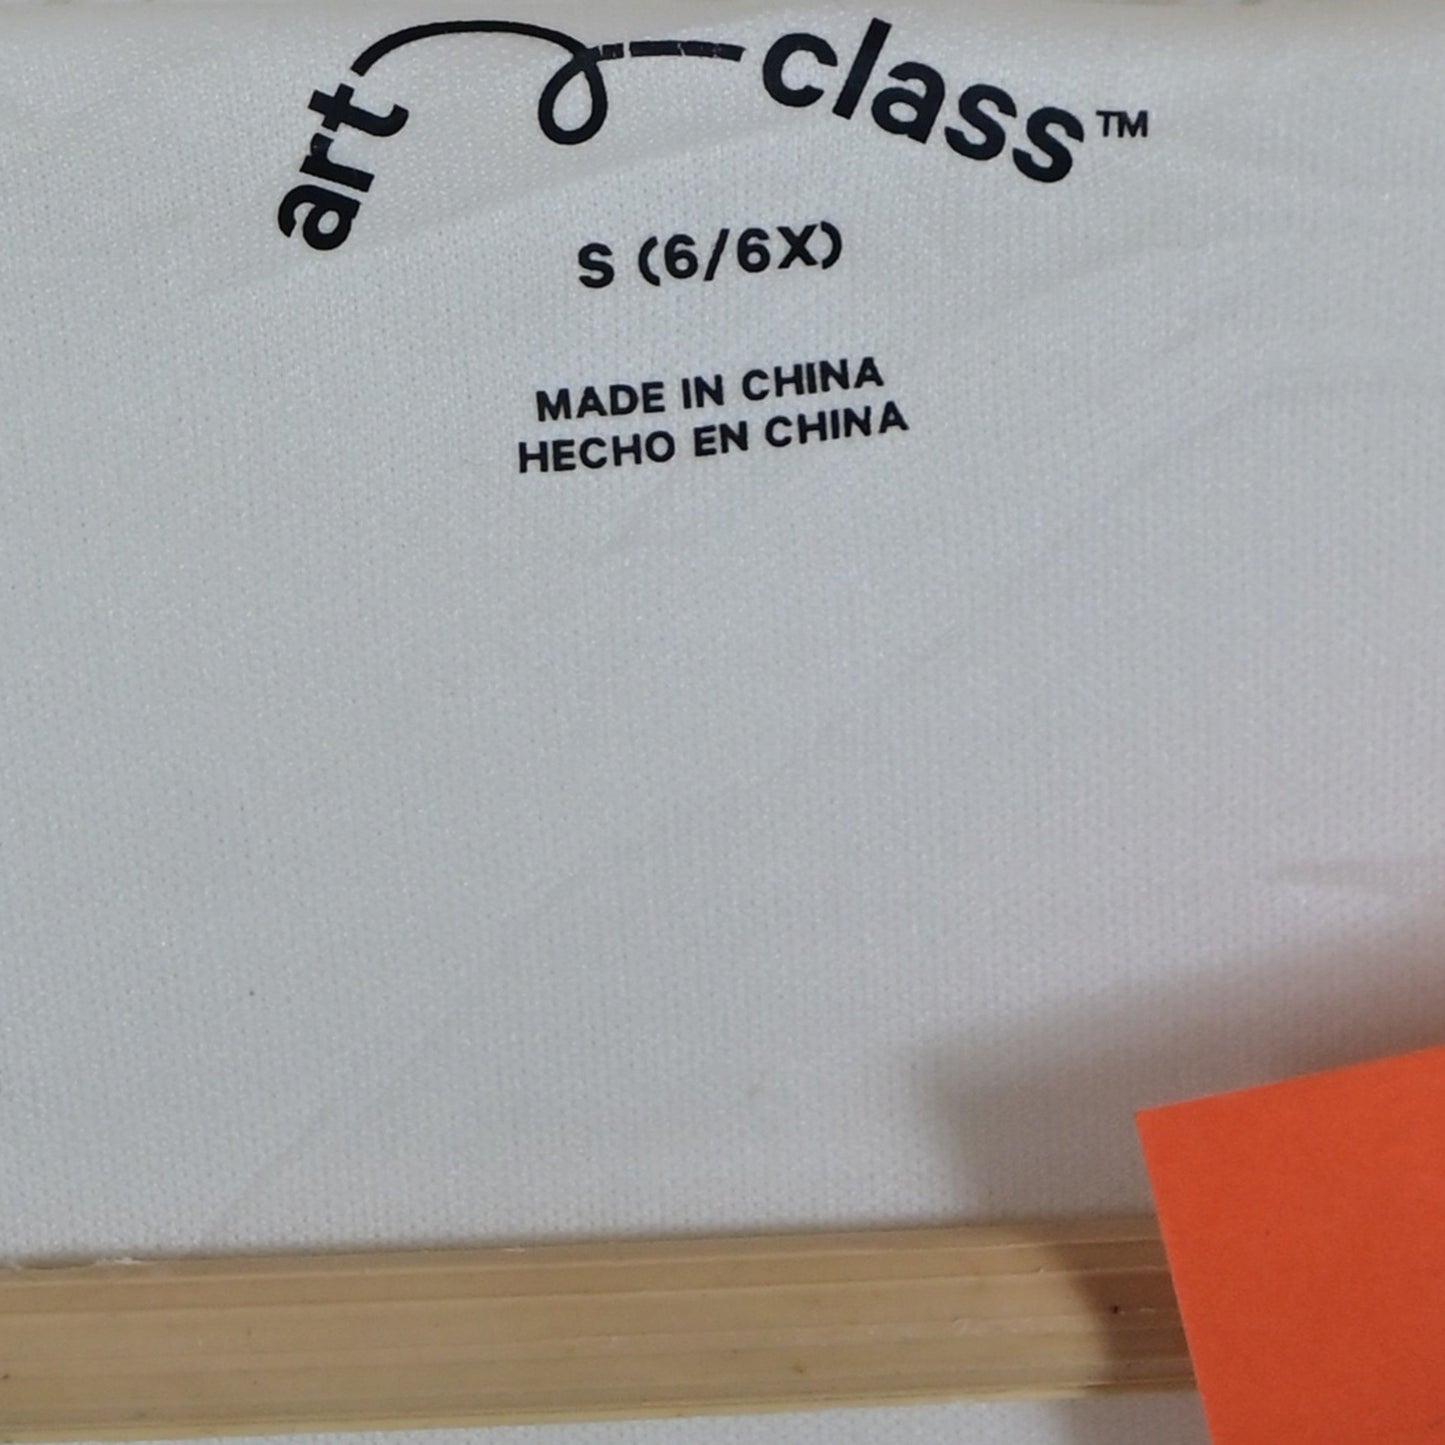 art class™
S (6/6X)
MADE IN CHINA
HECHO EN CHINA